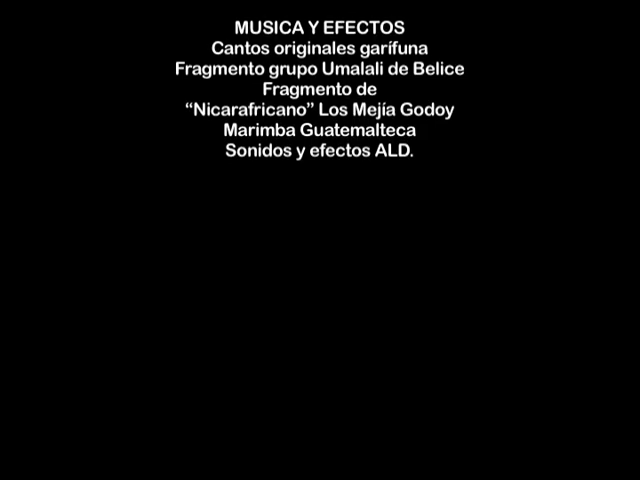 MUSICA Y EFECTOS
Cantos originales garífuna
Fragmento grupo Umalali de Belice
Fragmento de
“Nicarafricano” Los Mejía Godoy
Marimba Guatemalteca
Sonidos y efectos ALD.